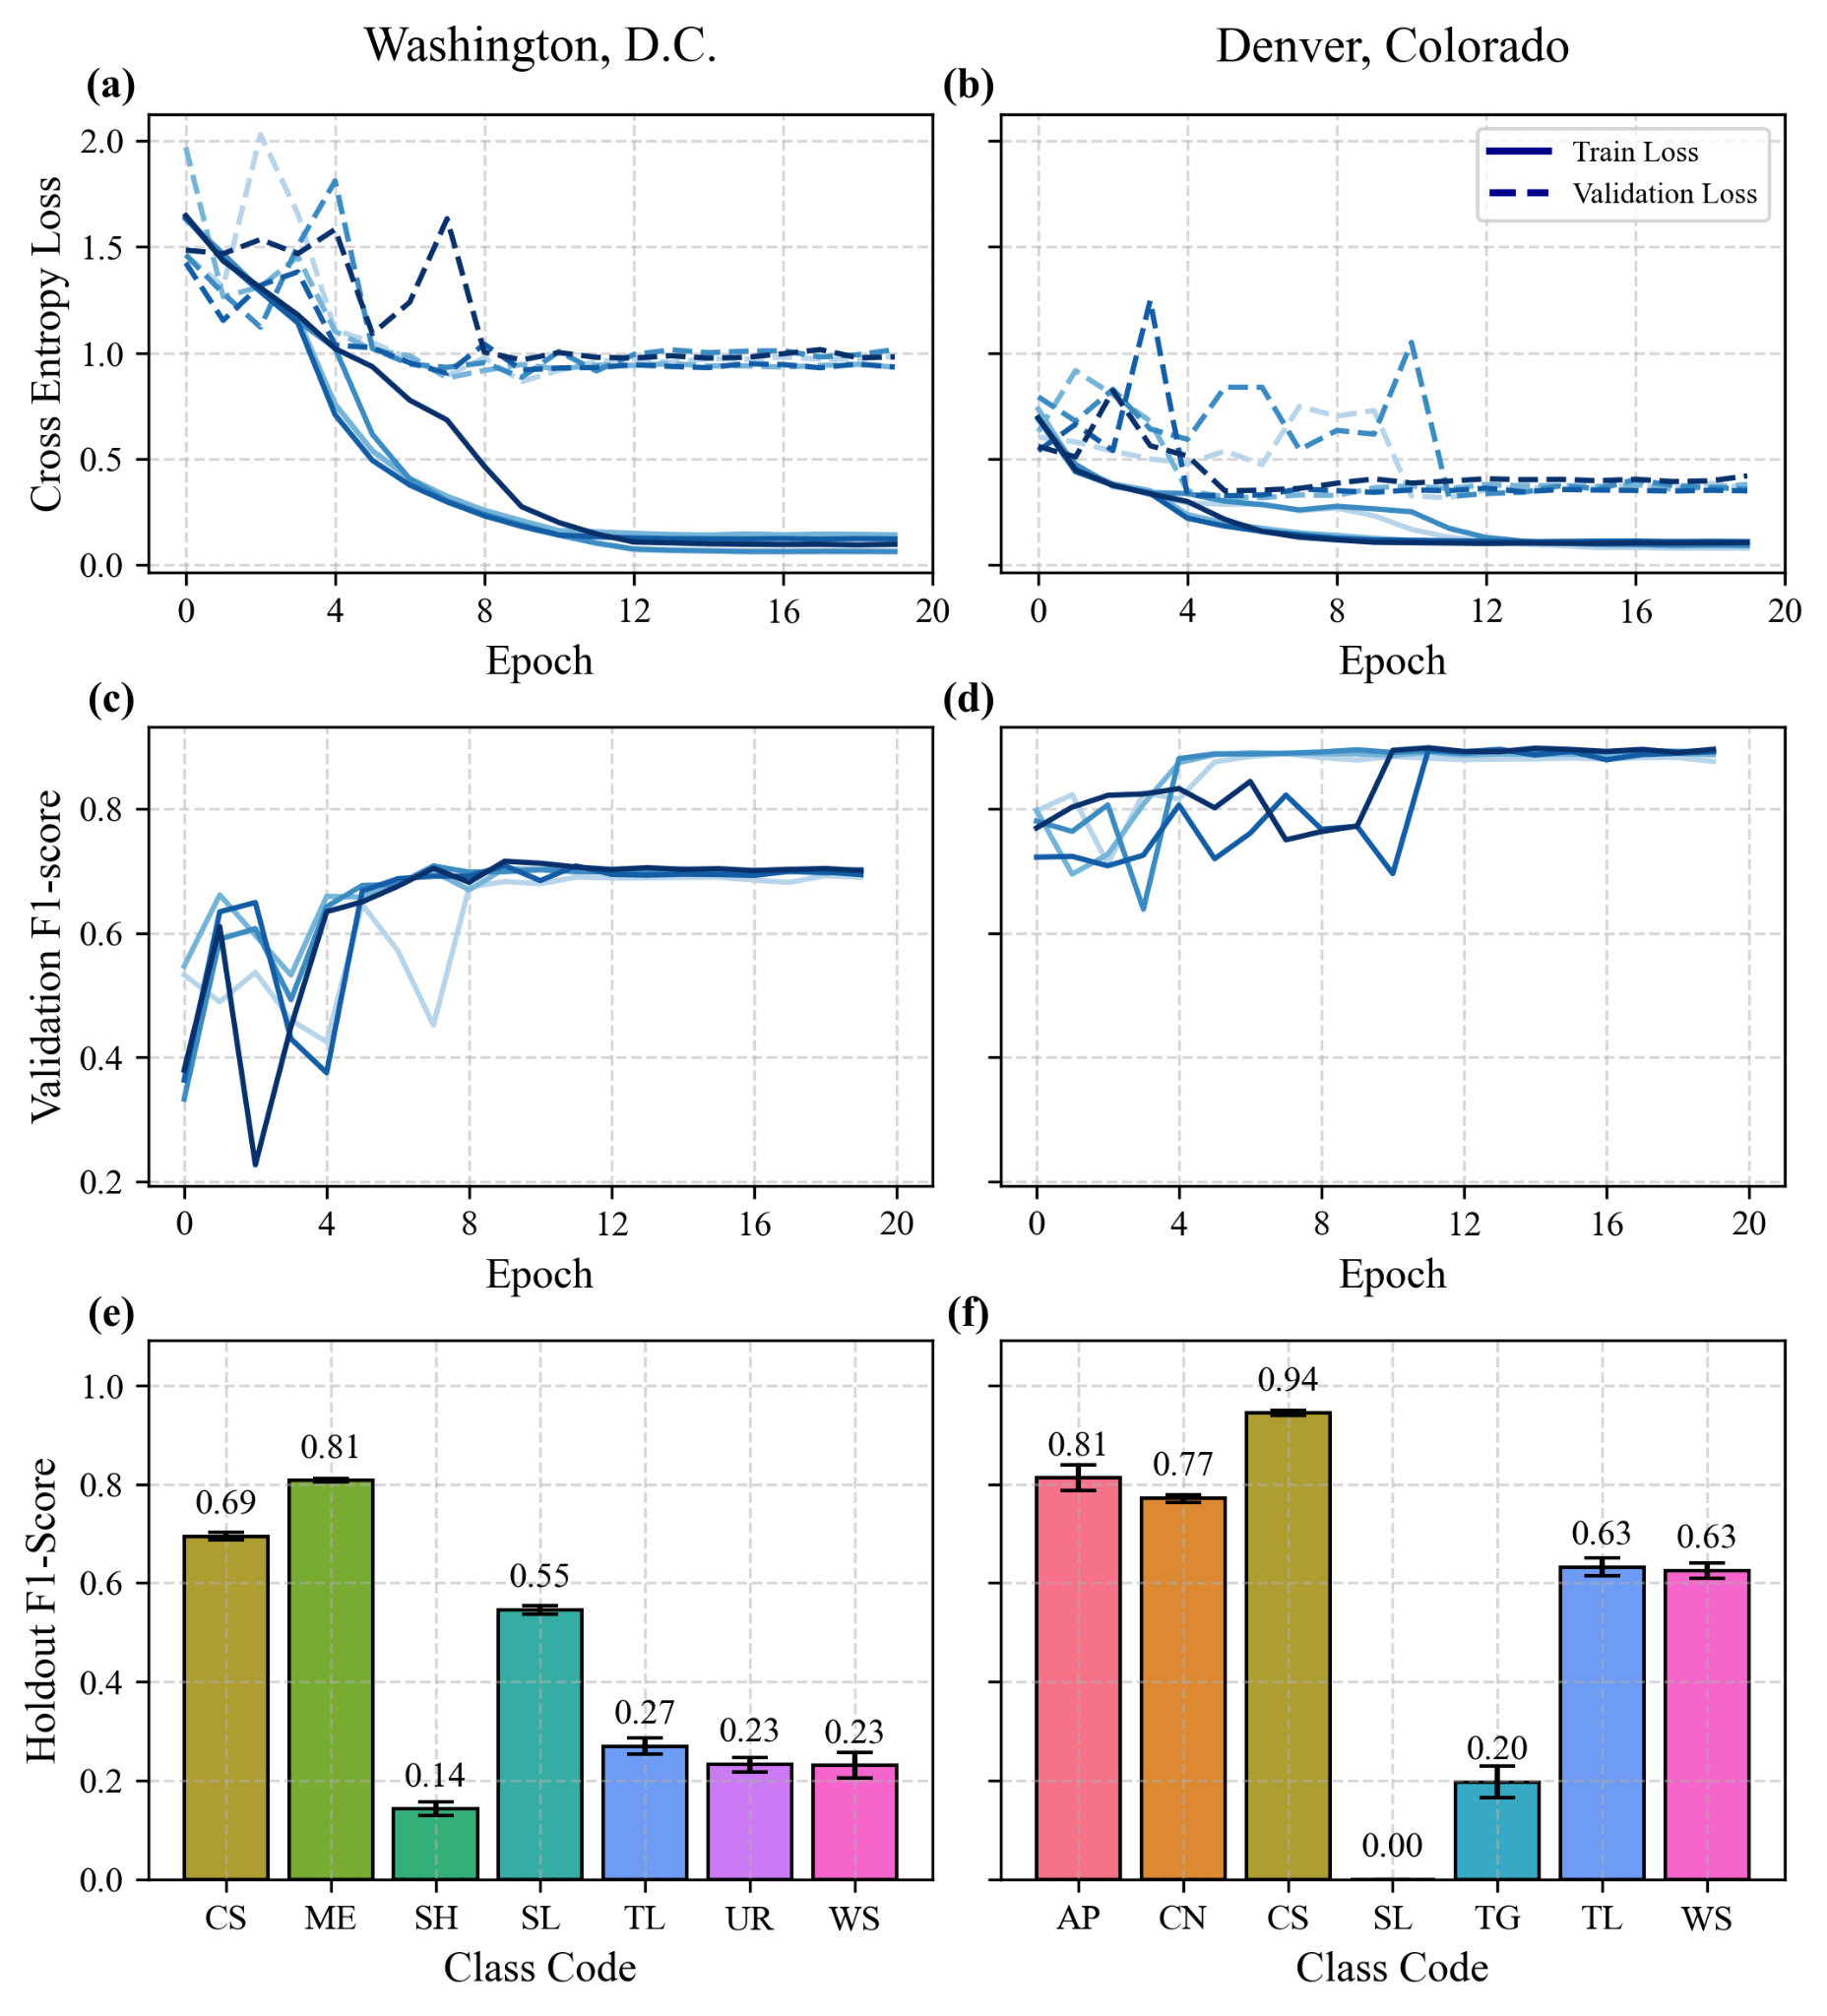 Washington, D.C.
Denver, Colorado
(a)
(b)
Cross Entropy Loss
2.0
1.5
1.0
0.5
0.0
Train Loss
Validation Loss
0 4 8 12 16 20
0 4 8 12 16 20
Epoch
Epoch
(c)
(d)
Validation F1-score
0.8
0.6
0.4
0.2
0 4 8 12 16 20
0 4 8 12 16 20
Epoch
Epoch
(e)
(f)
Holdout F1-Score
1.0
0.8
0.6
0.4
0.2
0.0
0.69 0.81 0.14 0.55 0.27 0.23 0.23
0.81 0.77 0.94 0.00 0.20 0.63 0.63
CS ME SH SL TL UR WS
AP CN CS SL TG TL WS
Class Code
Class Code